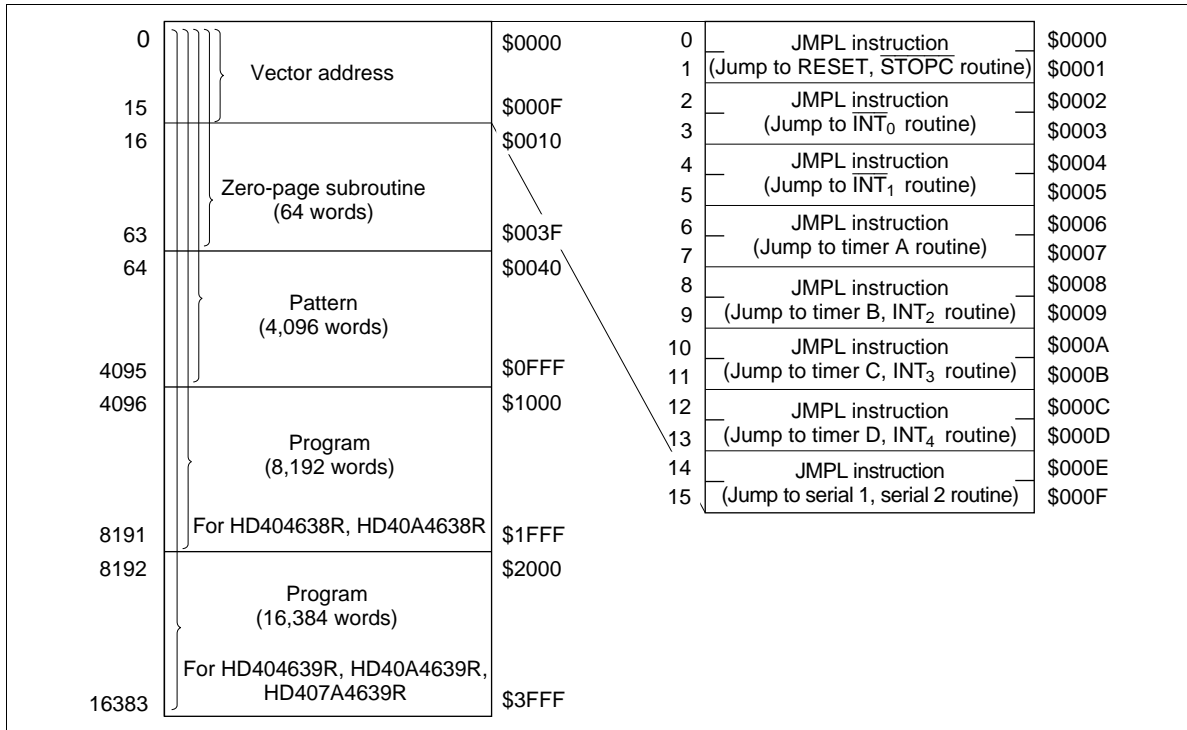 0
Vector address
$0000
15
$000F
16
$0010
Zero-page subroutine
(64 words)
63
$003F
64
$0040
Pattern
(4,096 words)
4095
$0FFF
4096
$1000
Program
(8,192 words)
For HD404638R, HD40A4638R
8191
$1FFF
8192
$2000
Program
(16,384 words)
For HD404639R, HD40A4639R,
HD407A4639R
16383
$3FFF
0 JMPL instruction $0000
1 (Jump to RESET, S̅T̅O̅P̅C̅ routine) $0001
2 JMPL instruction $0002
3 (Jump to I̅N̅T̅₀ routine) $0003
4 JMPL instruction $0004
5 (Jump to I̅N̅T̅₁ routine) $0005
6 JMPL instruction $0006
7 (Jump to timer A routine) $0007
8 JMPL instruction $0008
9 (Jump to timer B, INT₂ routine) $0009
10 JMPL instruction $000A
11 (Jump to timer C, INT₃ routine) $000B
12 JMPL instruction $000C
13 (Jump to timer D, INT₄ routine) $000D
14 JMPL instruction $000E
15 (Jump to serial 1, serial 2 routine) $000F